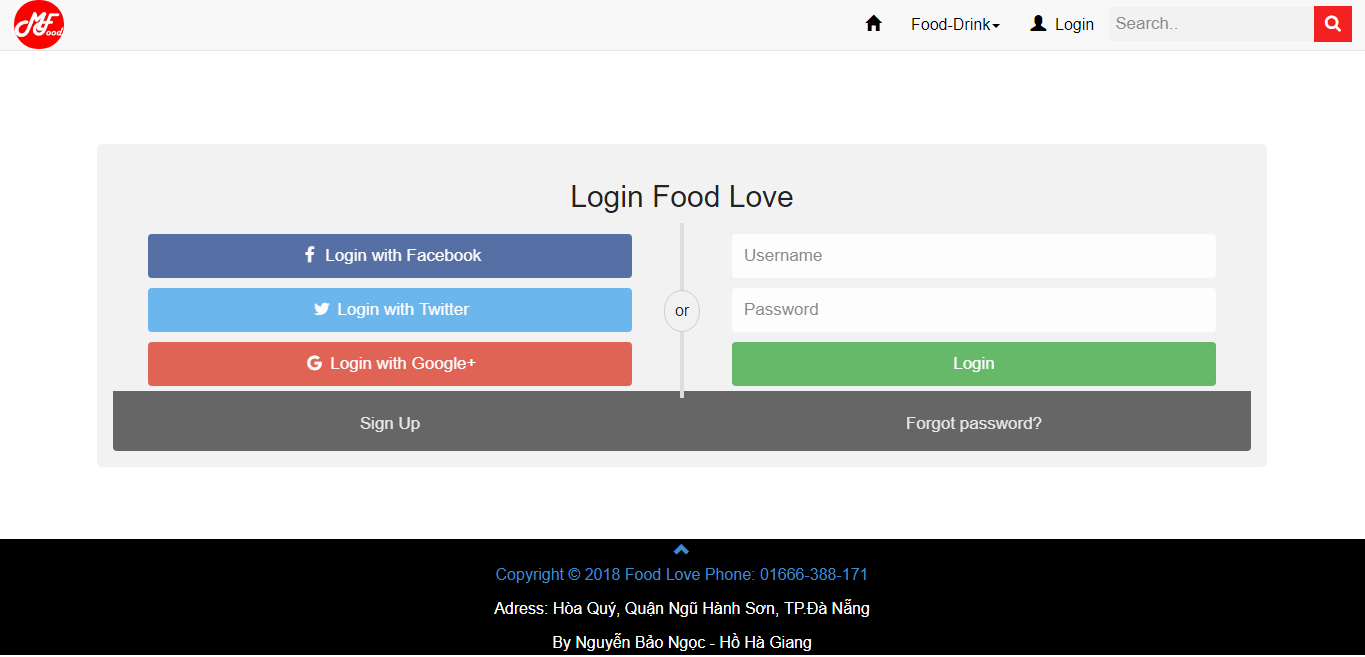 MFood
Food-Drink
Login
Search..
Login Food Love
Login with Facebook
Username
Login with Twitter
or
Password
Login with Google+
Login
Sign Up
Forgot password?
Copyright © 2018 Food Love Phone: 01666-388-171
Adress: Hòa Quý, Quận Ngũ Hành Sơn, TP.Đà Nẵng
By Nguyễn Bảo Ngọc - Hồ Hà Giang